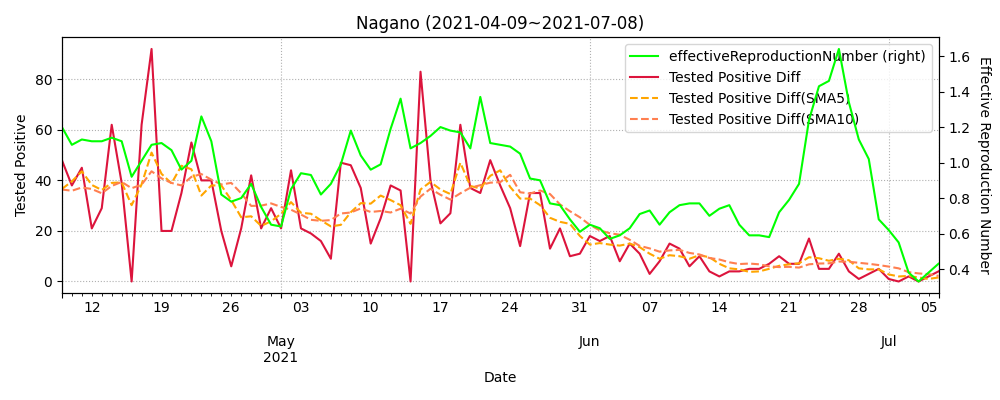 Nagano (2021-04-09~2021-07-08)
effectiveReproductionNumber (right)
Tested Positive Diff
Tested Positive Diff(SMA5)
Tested Positive Diff(SMA10)
Tested Positive
80
60
40
20
0
1.6
1.4
1.2
1.0
0.8
0.6
0.4
Effective Reproduction Number
12 19 26 03 10 17 24 31 07 14 21 28 05
May Jun Jul
2021
Date